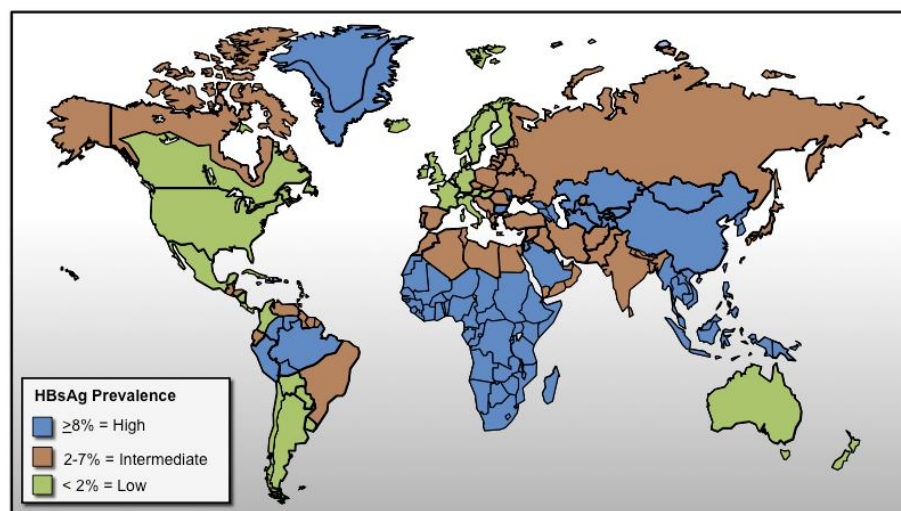 HBsAg Prevalence
≥8% = High
2-7% = Intermediate
< 2% = Low